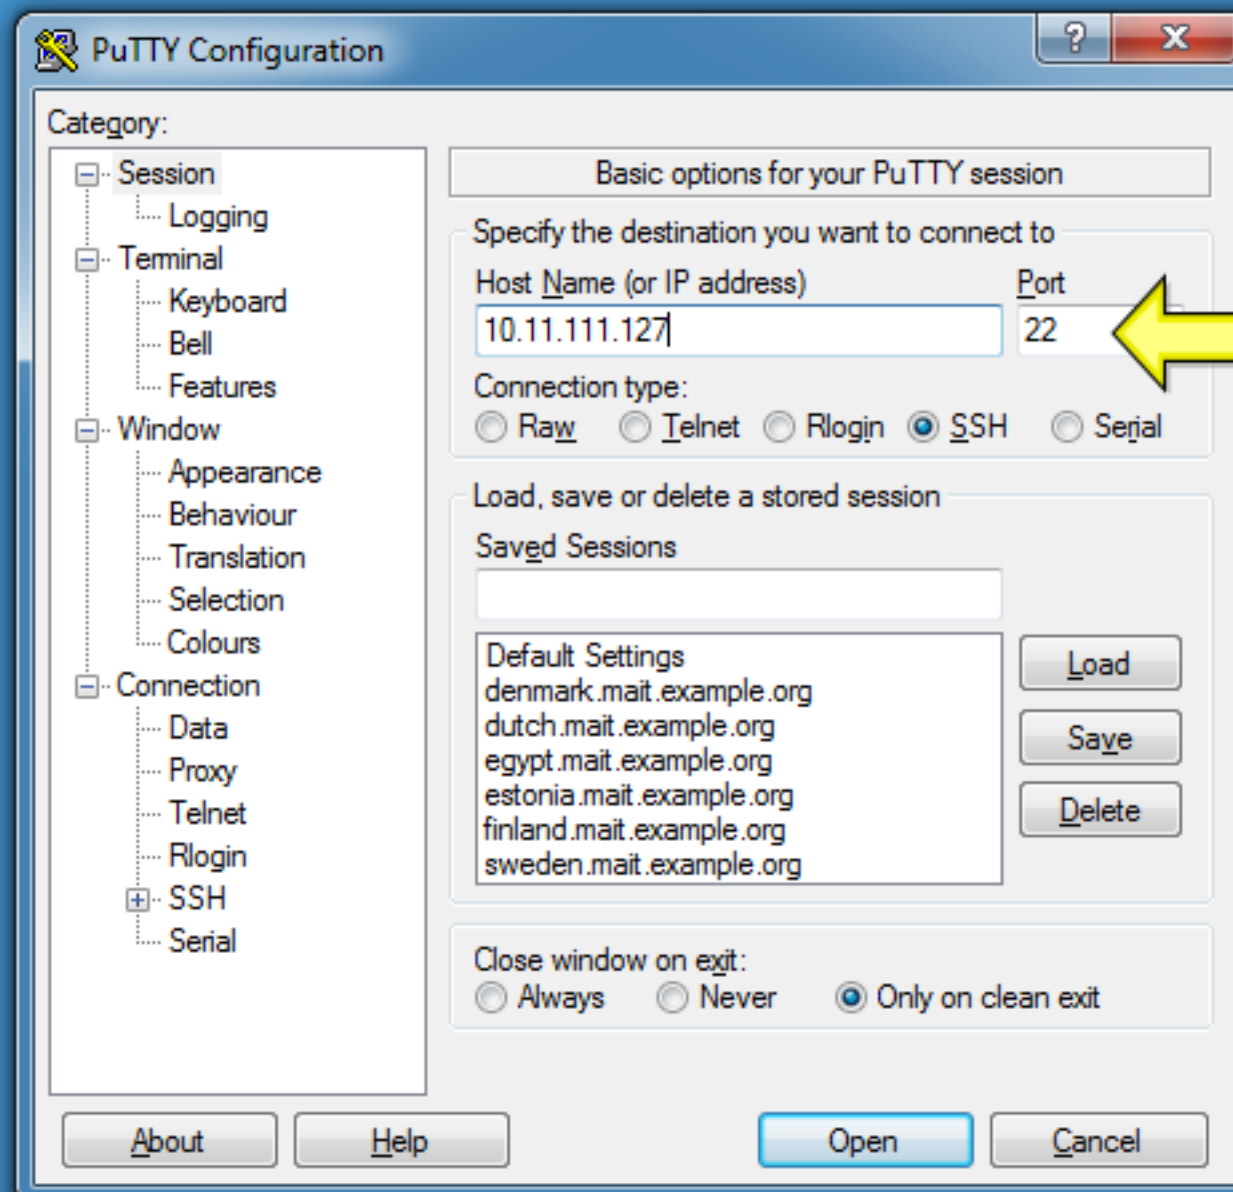 PuTTY Configuration
?
X
Category:
Session
Logging
Terminal
Keyboard
Bell
Features
Window
Appearance
Behaviour
Translation
Selection
Colours
Connection
Data
Proxy
Telnet
Rlogin
SSH
Serial
Basic options for your PuTTY session
Specify the destination you want to connect to
Host Name (or IP address) Port
10.11.111.127 22
Connection type:
Raw Telnet Rlogin SSH Serial
Load, save or delete a stored session
Saved Sessions
Default Settings
denmark.mait.example.org
dutch.mait.example.org
egypt.mait.example.org
estonia.mait.example.org
finland.mait.example.org
sweden.mait.example.org
Load
Save
Delete
Close window on exit:
Always Never Only on clean exit
About Help Open Cancel